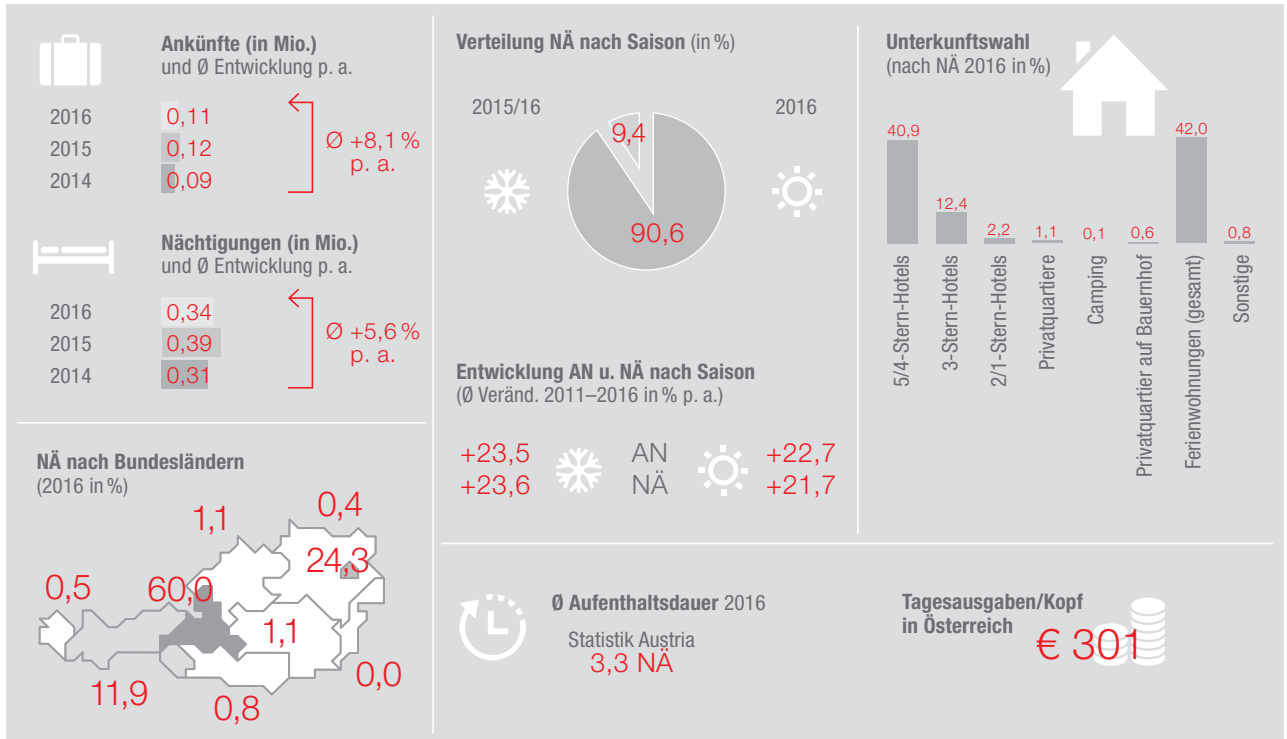 Ankünfte (in Mio.)
und Ø Entwicklung p. a.
2016 0,11
2015 0,12
2014 0,09
Ø +8,1 %
p. a.
Nächtigungen (in Mio.)
und Ø Entwicklung p. a.
2016 0,34
2015 0,39
2014 0,31
Ø +5,6 %
p. a.
NÄ nach Bundesländern
(2016 in %)
1,1
0,4
24,3
0,5
60,0
1,1
11,9
0,8
0,0
Verteilung NÄ nach Saison (in %)
2015/16
2016
9,4
90,6
Entwicklung AN u. NÄ nach Saison
(Ø Veränd. 2011–2016 in % p. a.)
+23,5 AN +22,7
+23,6 NÄ +21,7
Unterkunftswahl
(nach NÄ 2016 in %)
40,9
12,4
2,2
1,1
0,1
0,6
42,0
0,8
5/4-Stern-Hotels
3-Stern-Hotels
2/1-Stern-Hotels
Privatquartiere
Camping
Privatquartier auf Bauernhof
Ferienwohnungen (gesamt)
Sonstige
Ø Aufenthaltsdauer 2016
Statistik Austria
3,3 NÄ
Tagesausgaben/Kopf
in Österreich
€ 301